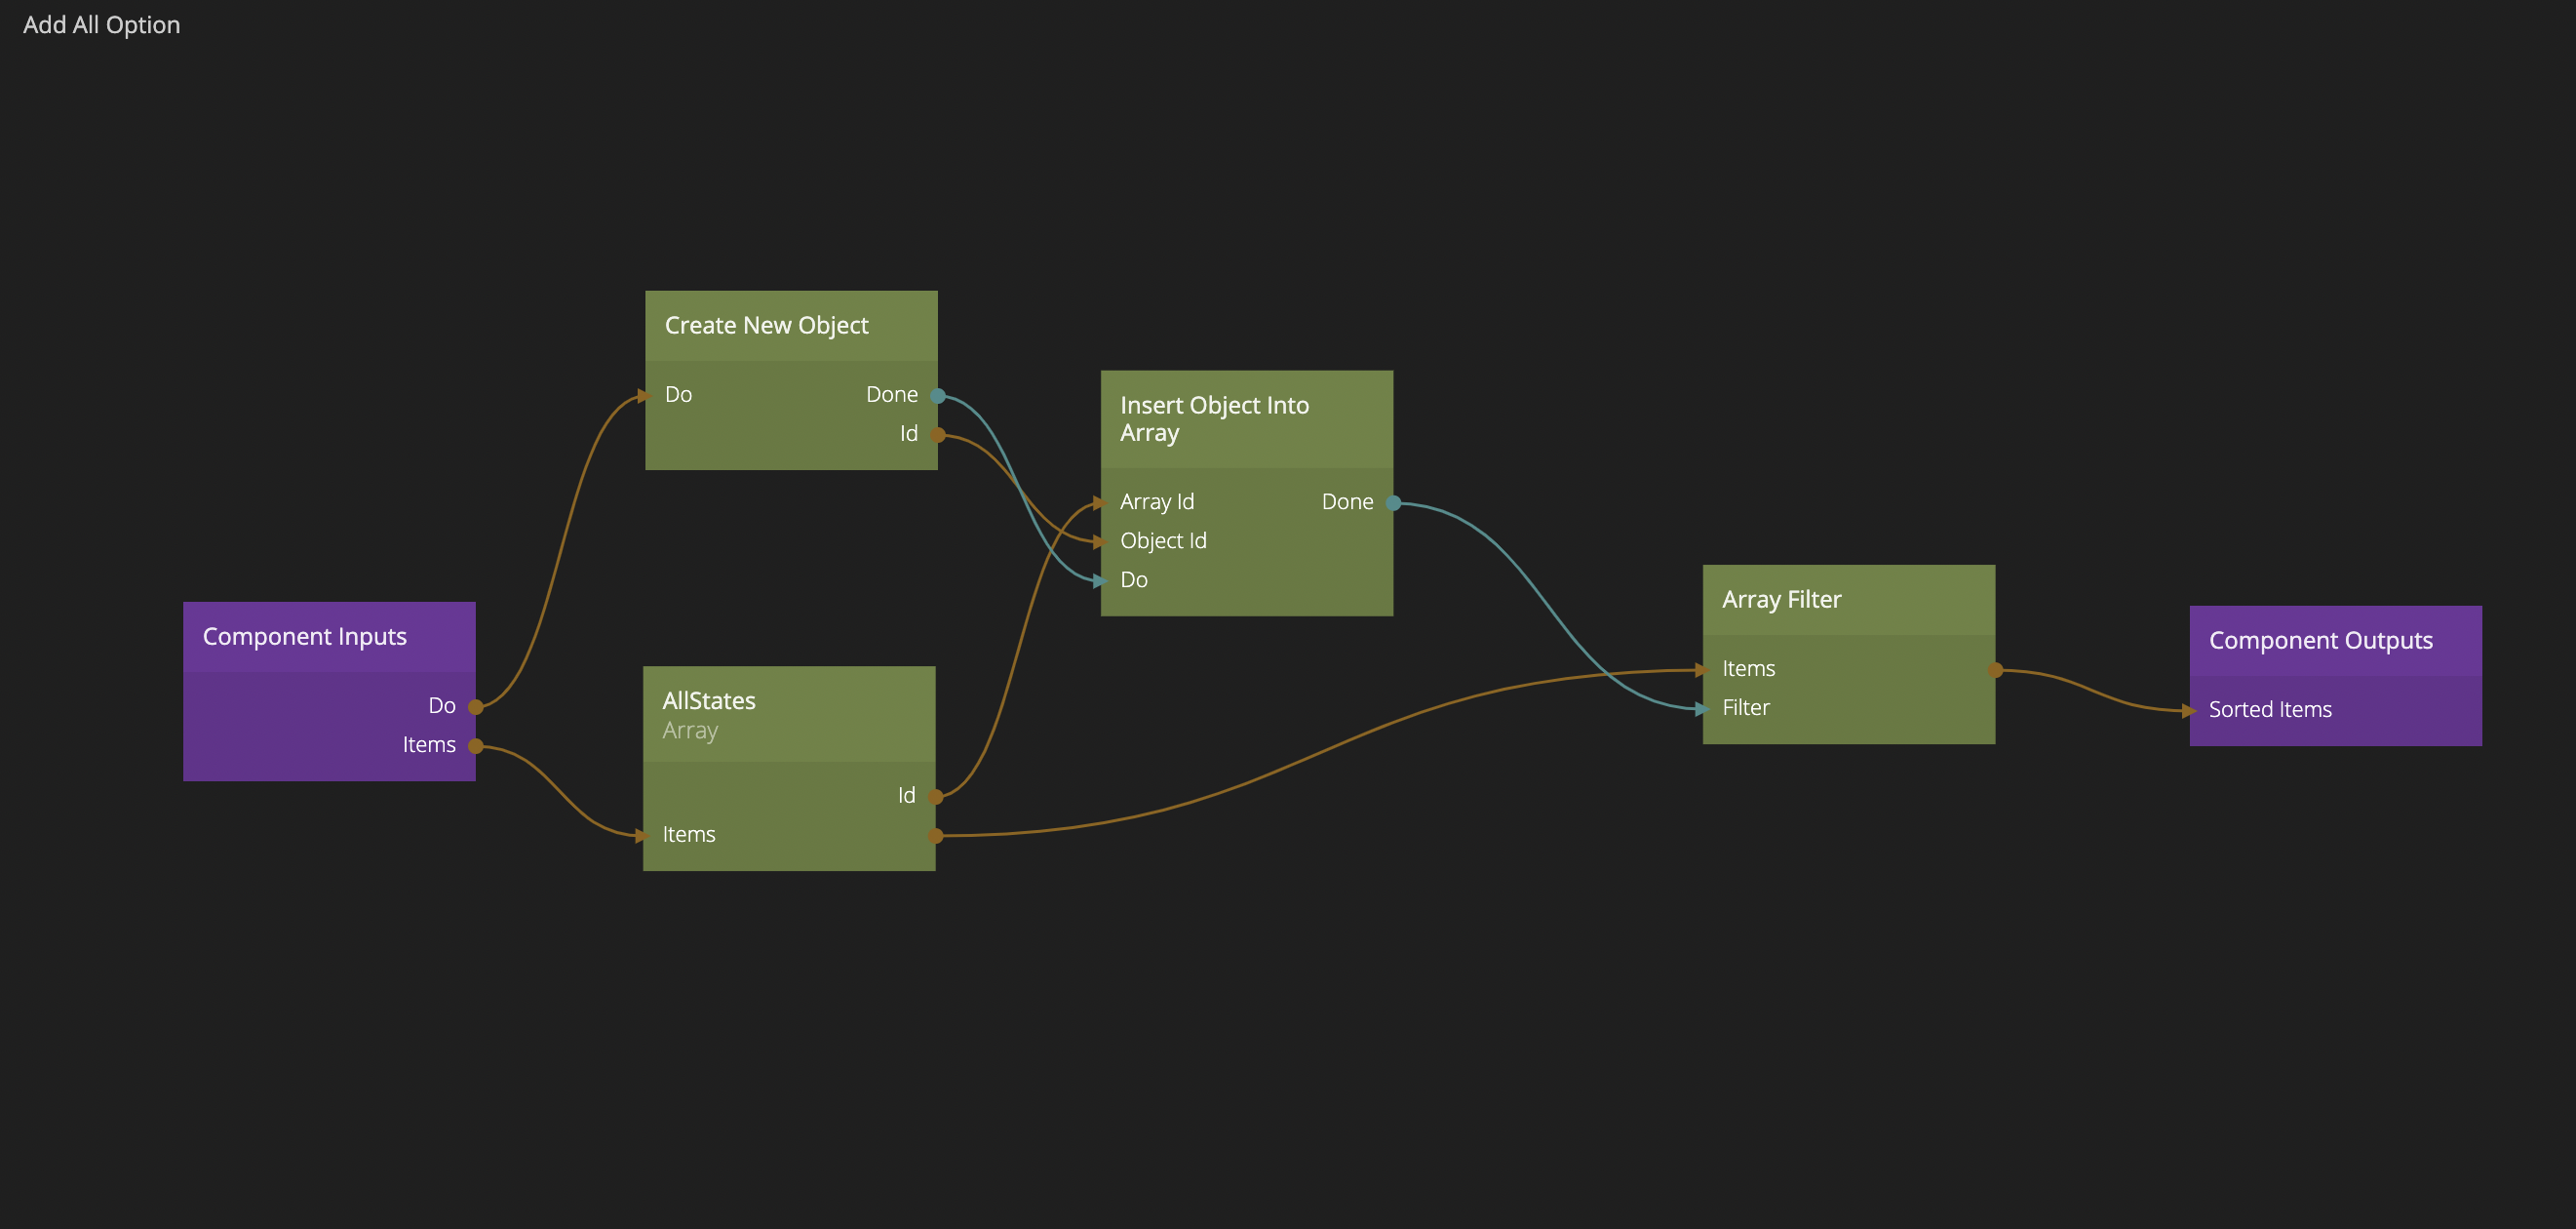 Add All Option
Create New Object
Do
Done
Id
Insert Object Into
Array
Array Id
Done
Object Id
Do
Component Inputs
Do
Items
AllStates
Array
Id
Items
Array Filter
Items
Filter
Component Outputs
Sorted Items